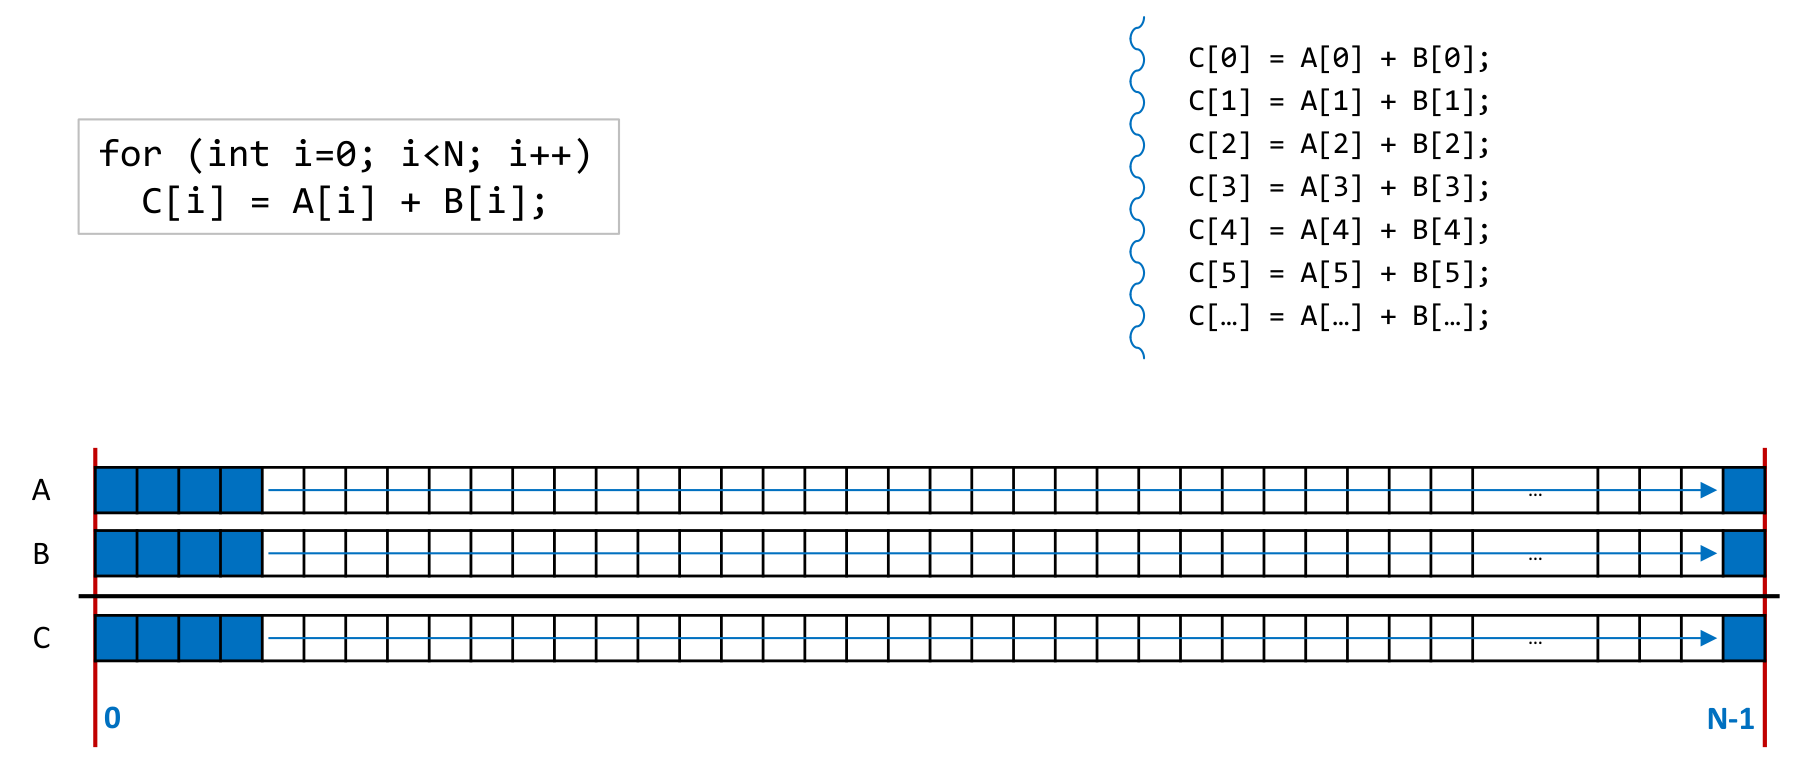 for (int i=0; i<N; i++)
C[i] = A[i] + B[i];
C[0] = A[0] + B[0];
C[1] = A[1] + B[1];
C[2] = A[2] + B[2];
C[3] = A[3] + B[3];
C[4] = A[4] + B[4];
C[5] = A[5] + B[5];
C[…] = A[…] + B[…];
A …
B …
C …
0 N-1